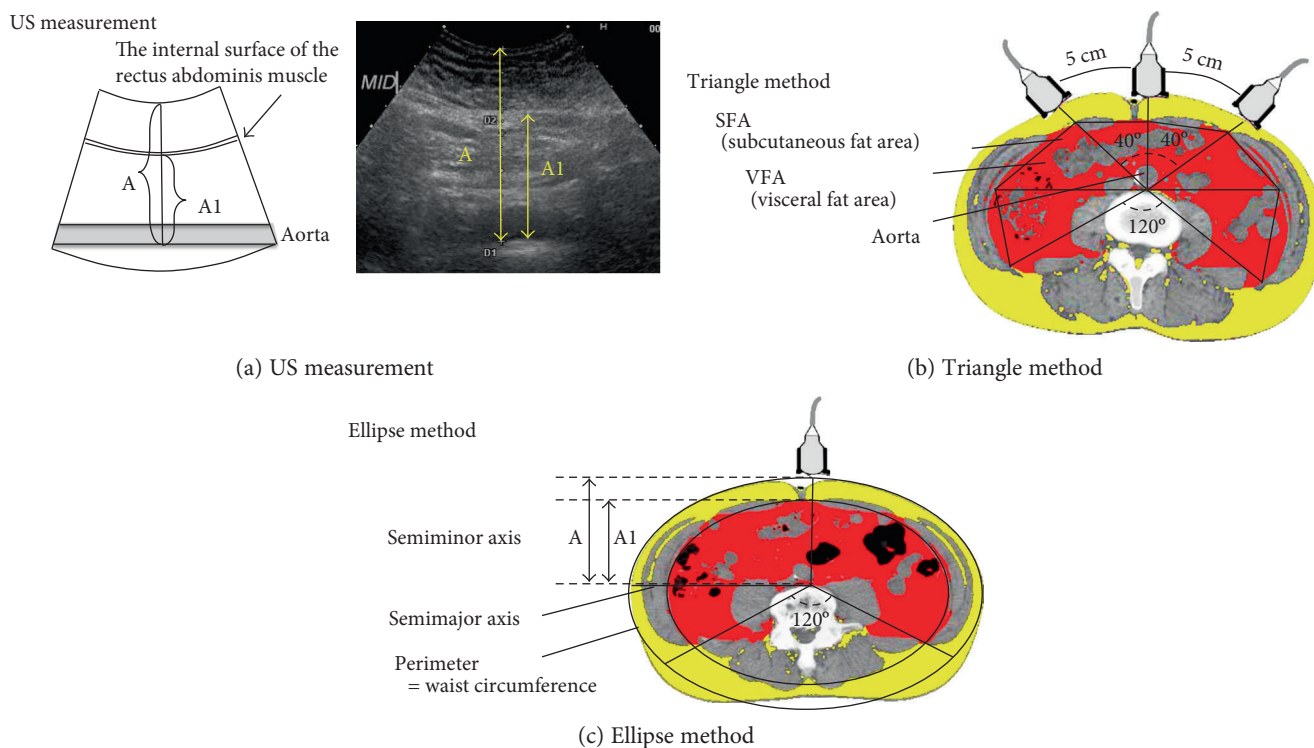 US measurement
The internal surface of the
rectus abdominis muscle
A
A1
Aorta
MID
H
00
D2
A
A1
D1
(a) US measurement
Triangle method
SFA
(subcutaneous fat area)
VFA
(visceral fat area)
Aorta
5 cm
5 cm
40°
40°
120°
(b) Triangle method
Ellipse method
Semiminor axis
A
A1
Semimajor axis
Perimeter
= waist circumference
120°
(c) Ellipse method